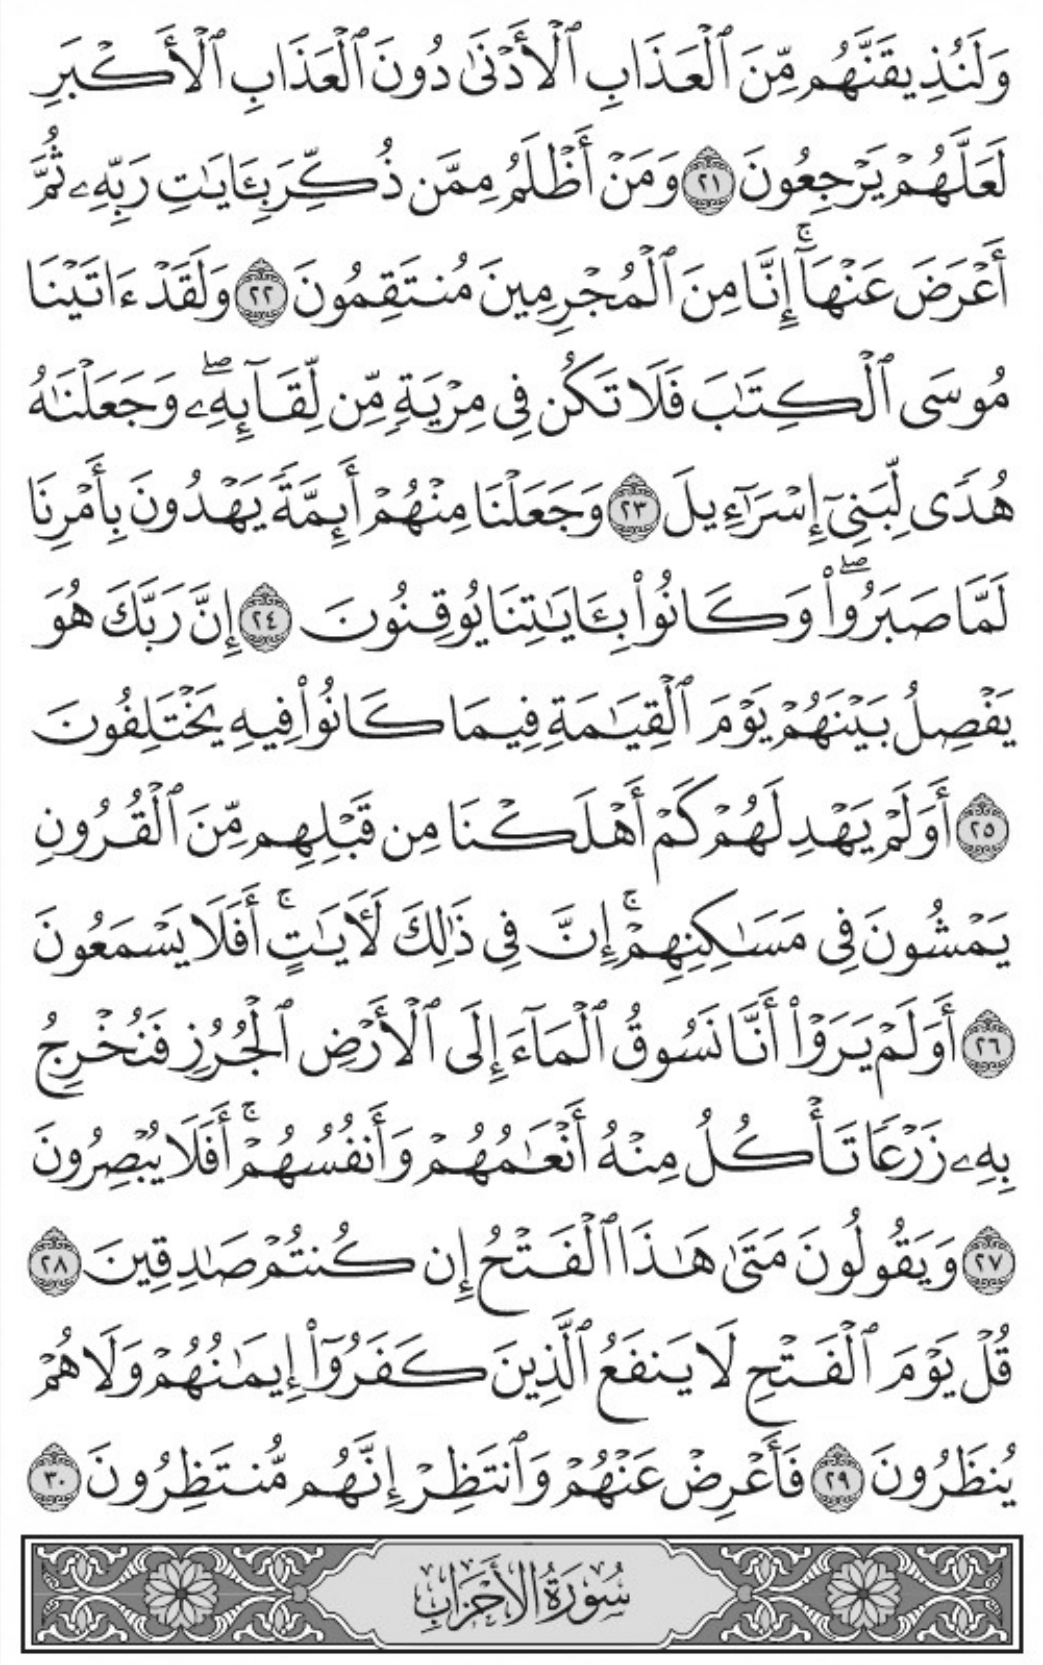 وَلَنُذِيقَنَّهُم مِّنَ ٱلْعَذَابِ ٱلْأَدْنَىٰ دُونَ ٱلْعَذَابِ ٱلْأَكْبَرِ
لَعَلَّهُمْ يَرْجِعُونَ ٢١ وَمَنْ أَظْلَمُ مِمَّن ذُكِّرَ بِـَٔايَـٰتِ رَبِّهِۦ ثُمَّ
أَعْرَضَ عَنْهَآ ۚ إِنَّا مِنَ ٱلْمُجْرِمِينَ مُنتَقِمُونَ ٢٢ وَلَقَدْ ءَاتَيْنَا
مُوسَى ٱلْكِتَـٰبَ فَلَا تَكُن فِى مِرْيَةٍ مِّن لِّقَآئِهِۦ ۖ وَجَعَلْنَـٰهُ
هُدًى لِّبَنِىٓ إِسْرَٰٓءِيلَ ٢٣ وَجَعَلْنَا مِنْهُمْ أَئِمَّةً يَهْدُونَ بِأَمْرِنَا
لَمَّا صَبَرُوا۟ ۖ وَكَانُوا۟ بِـَٔايَـٰتِنَا يُوقِنُونَ ٢٤ إِنَّ رَبَّكَ هُوَ
يَفْصِلُ بَيْنَهُمْ يَوْمَ ٱلْقِيَـٰمَةِ فِيمَا كَانُوا۟ فِيهِ يَخْتَلِفُونَ
٢٥ أَوَلَمْ يَهْدِ لَهُمْ كَمْ أَهْلَكْنَا مِن قَبْلِهِم مِّنَ ٱلْقُرُونِ
يَمْشُونَ فِى مَسَـٰكِنِهِمْ ۚ إِنَّ فِى ذَٰلِكَ لَـَٔايَـٰتٍ ۚ أَفَلَا يَسْمَعُونَ
٢٦ أَوَلَمْ يَرَوْا۟ أَنَّا نَسُوقُ ٱلْمَآءَ إِلَى ٱلْأَرْضِ ٱلْجُرُزِ فَنُخْرِجُ
بِهِۦ زَرْعًا تَأْكُلُ مِنْهُ أَنْعَـٰمُهُمْ وَأَنفُسُهُمْ ۚ أَفَلَا يُبْصِرُونَ
٢٧ وَيَقُولُونَ مَتَىٰ هَـٰذَا ٱلْفَتْحُ إِن كُنتُمْ صَـٰدِقِينَ ٢٨
قُلْ يَوْمَ ٱلْفَتْحِ لَا يَنفَعُ ٱلَّذِينَ كَفَرُوٓا۟ إِيمَـٰنُهُمْ وَلَا هُمْ
يُنظَرُونَ ٢٩ فَأَعْرِضْ عَنْهُمْ وَٱنتَظِرْ إِنَّهُم مُّنتَظِرُونَ ٣٠
سُورَةُ الأَحْزَابِ